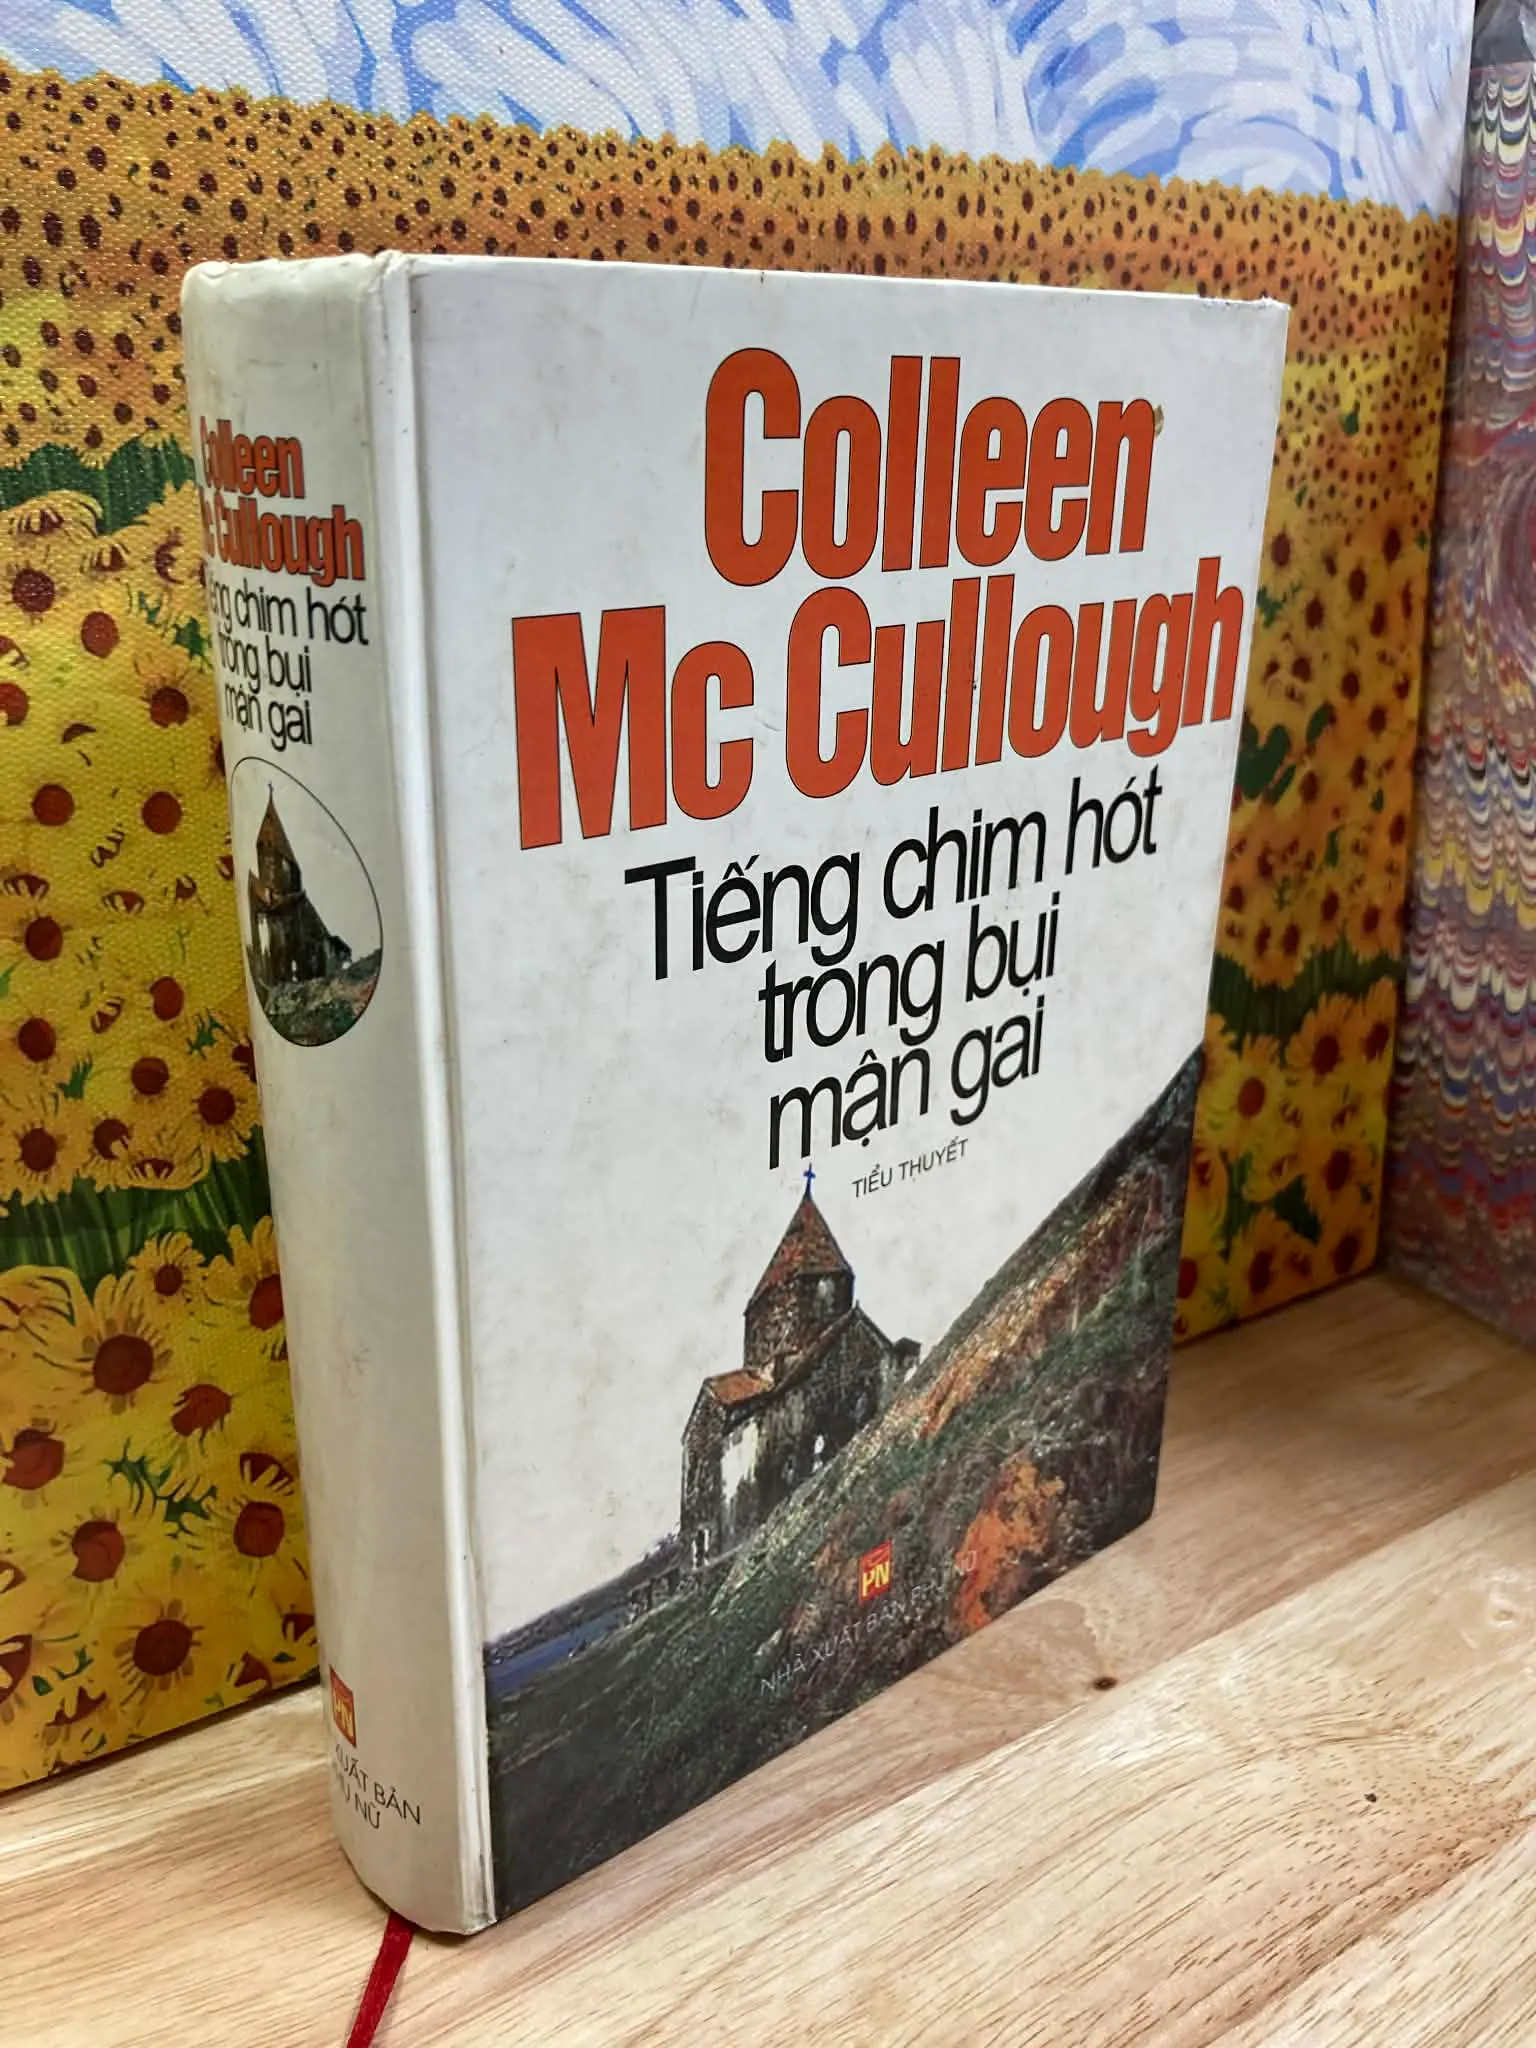 Colleen
Mc Cullough
Tiếng chim hót
trong bụi
mận gai
TIỂU THUYẾT
PN
NHÀ XUẤT BẢN PHỤ NỮ
Colleen
Mc Cullough
Tiếng chim hót
trong bụi
mận gai
PN
XUẤT BẢN
PHỤ NỮ